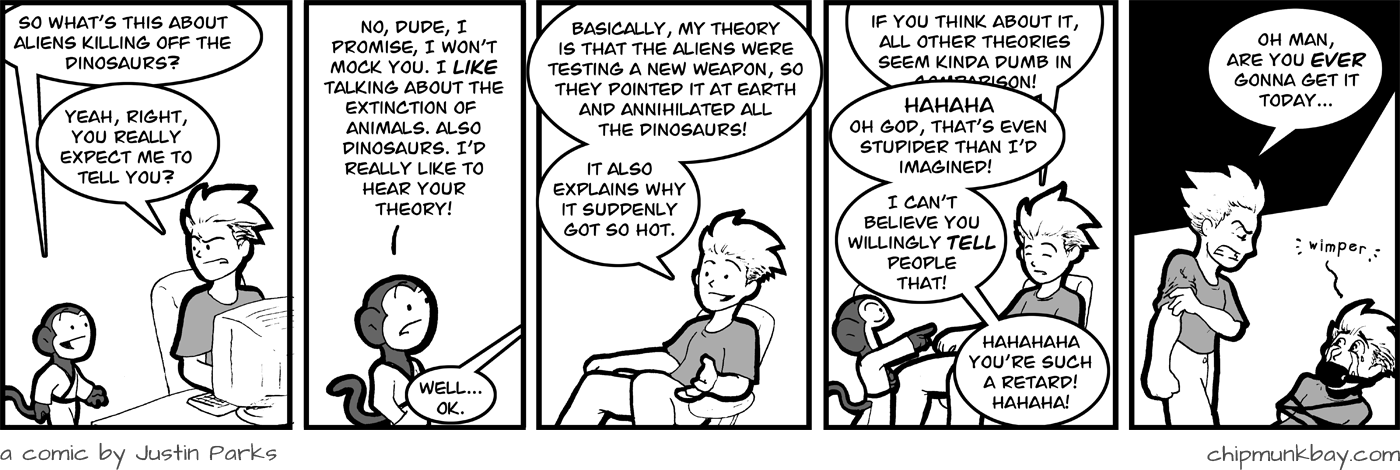 SO WHAT'S THIS ABOUT
ALIENS KILLING OFF THE
DINOSAURS?
YEAH, RIGHT,
YOU REALLY
EXPECT ME TO
TELL YOU?
NO, DUDE, I
PROMISE, I WON'T
MOCK YOU. I LIKE
TALKING ABOUT THE
EXTINCTION OF
ANIMALS. ALSO
DINOSAURS. I'D
REALLY LIKE TO
HEAR YOUR
THEORY!
WELL...
OK.
BASICALLY, MY THEORY
IS THAT THE ALIENS WERE
TESTING A NEW WEAPON, SO
THEY POINTED IT AT EARTH
AND ANNIHILATED ALL
THE DINOSAURS!
IT ALSO
EXPLAINS WHY
IT SUDDENLY
GOT SO HOT.
IF YOU THINK ABOUT IT,
ALL OTHER THEORIES
SEEM KINDA DUMB IN
COMPARISON!
HAHAHA
OH GOD, THAT'S EVEN
STUPIDER THAN I'D
IMAGINED!
I CAN'T
BELIEVE YOU
WILLINGLY TELL
PEOPLE
THAT!
HAHAHAHA
YOU'RE SUCH
A RETARD!
HAHAHA!
OH MAN,
ARE YOU EVER
GONNA GET IT
TODAY...
wimper
a comic by Justin Parks
chipmunkbay.com